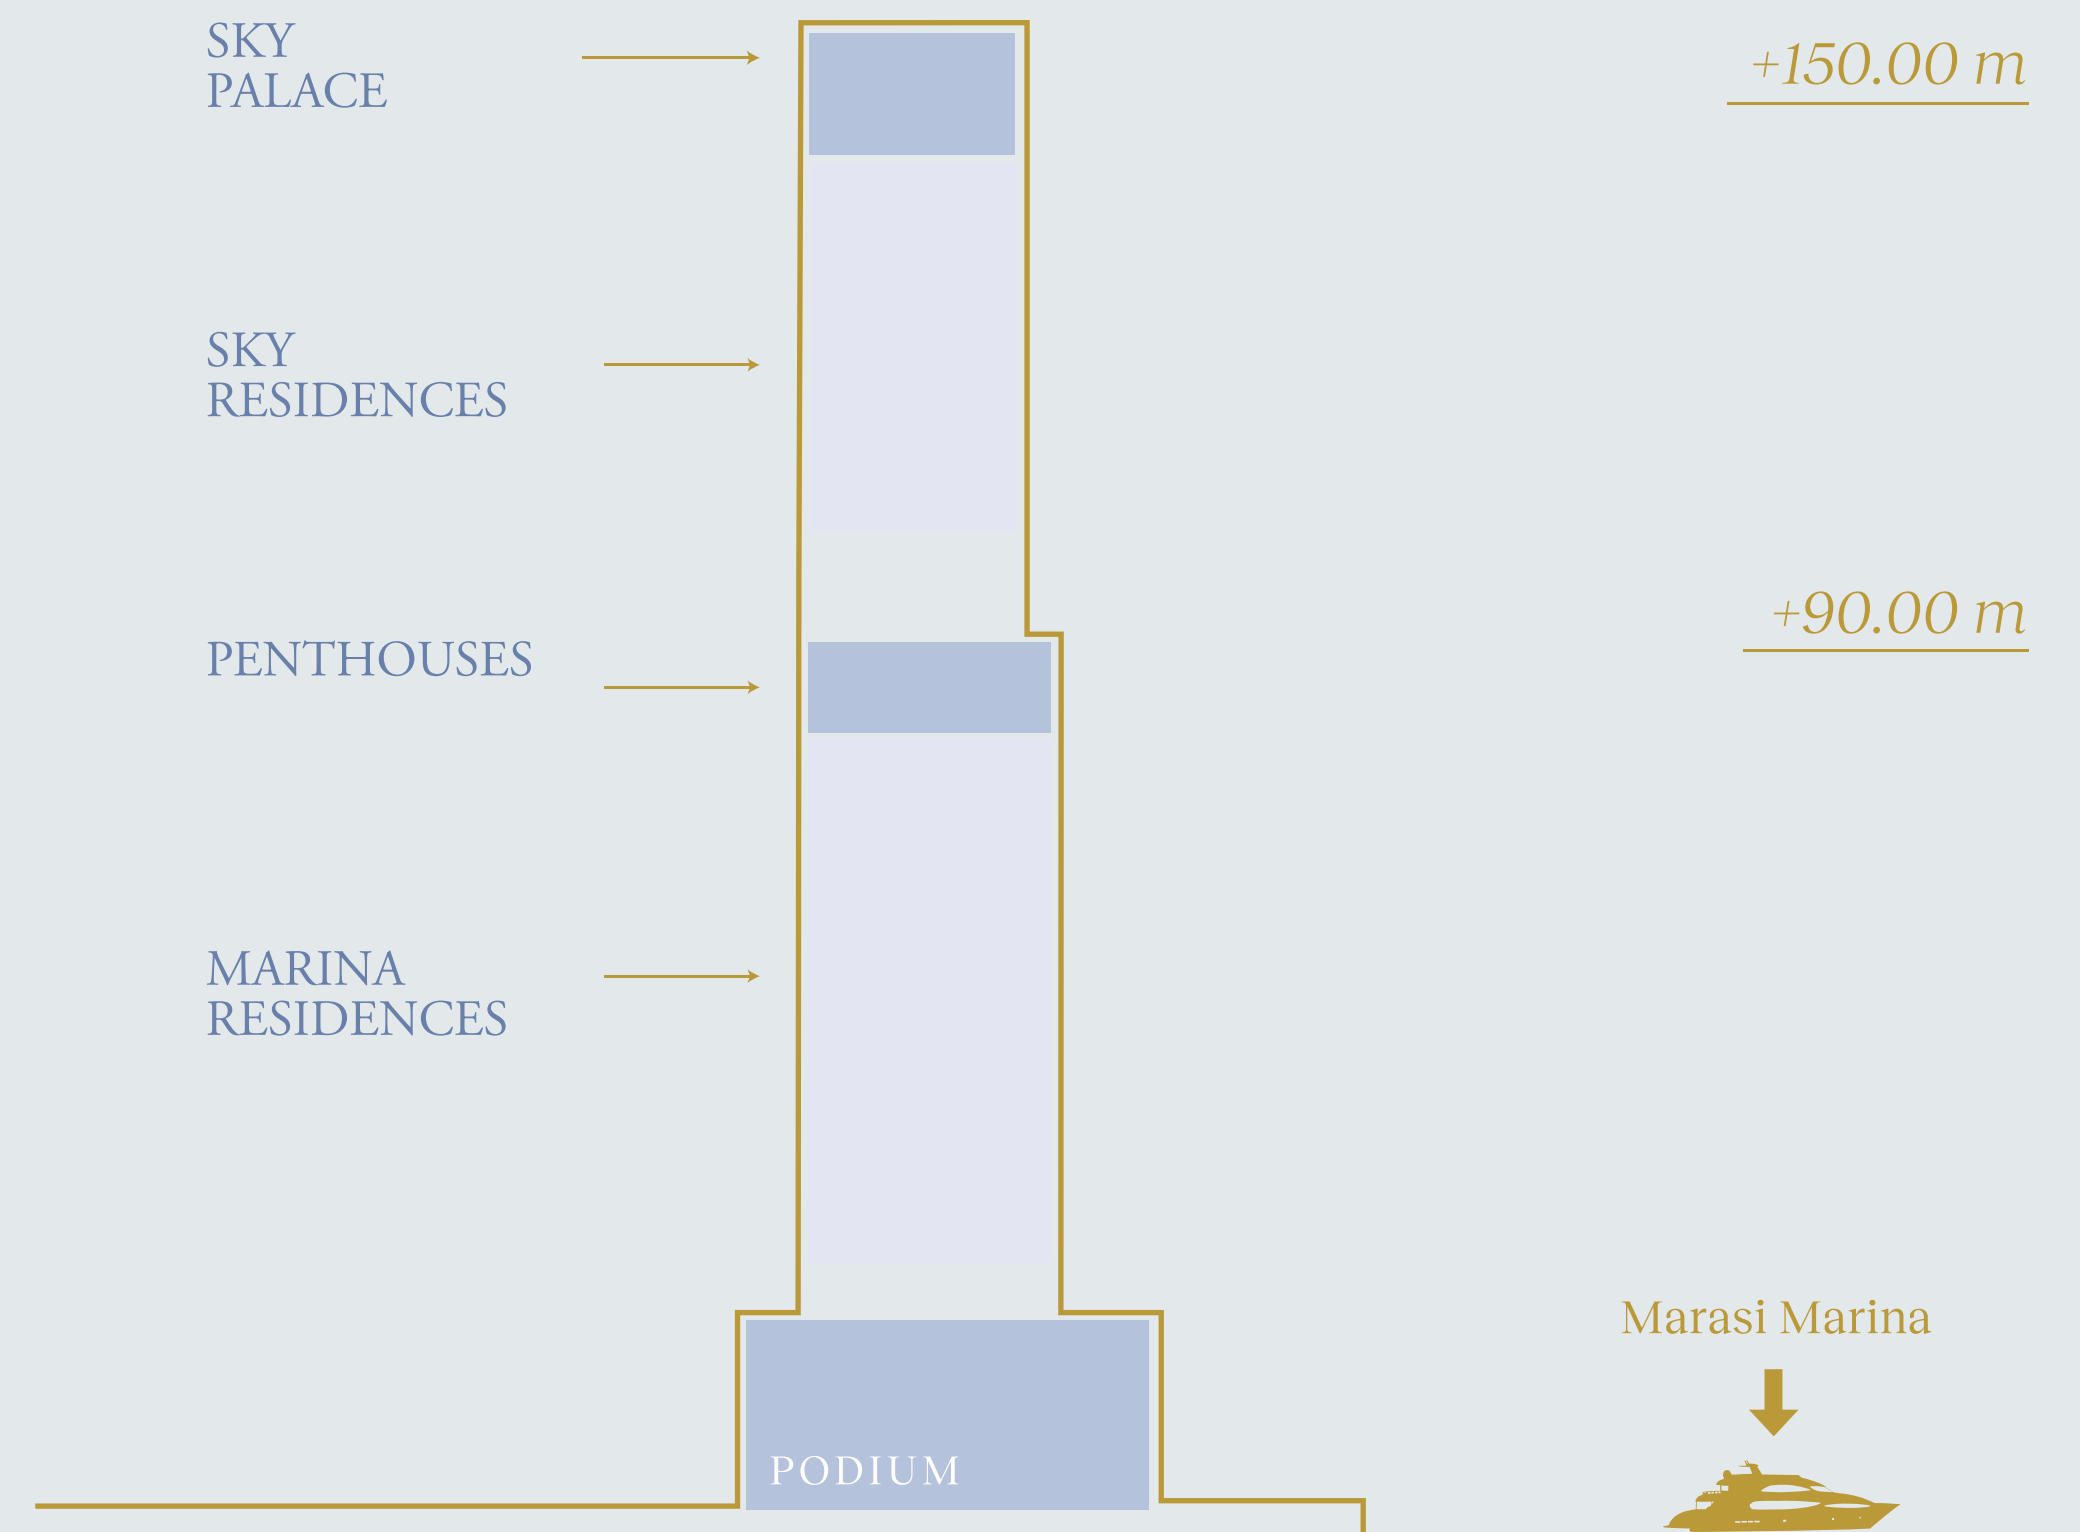 SKY
PALACE
+150.00 m
SKY
RESIDENCES
+90.00 m
PENTHOUSES
MARINA
RESIDENCES
Marasi Marina
PODIUM